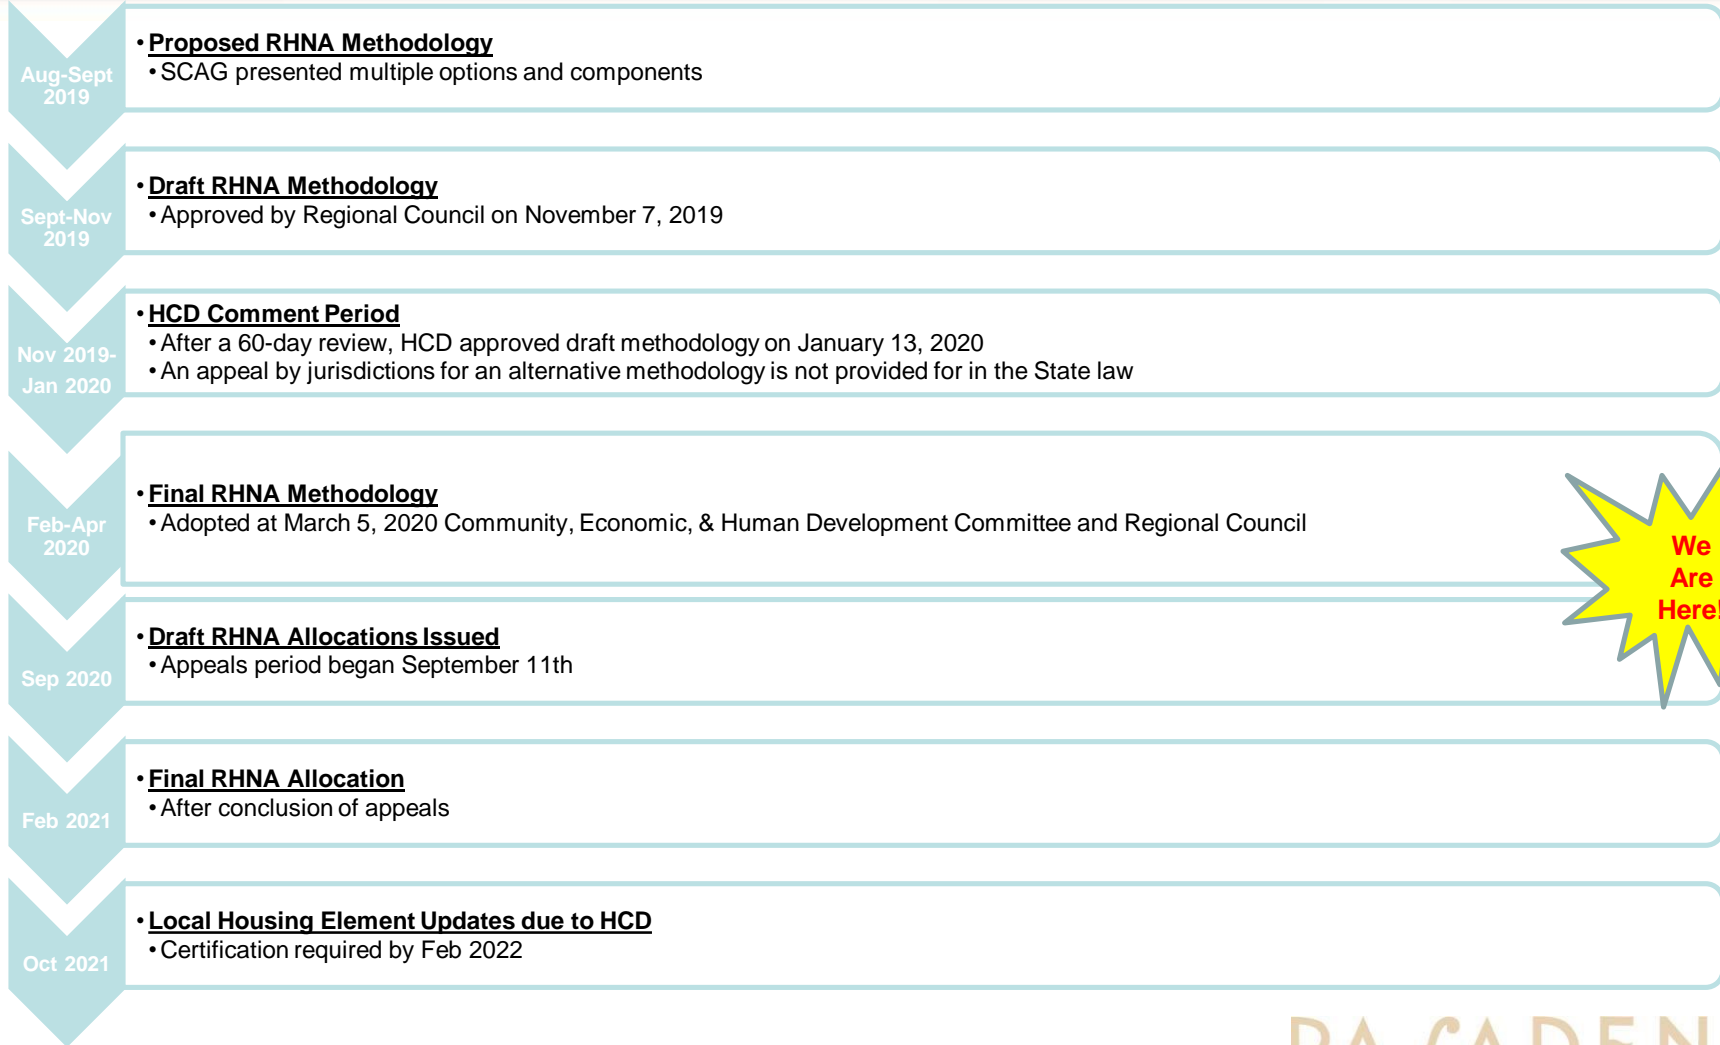 Aug-Sept
2019
•Proposed RHNA Methodology
•SCAG presented multiple options and components
Sept-Nov
2019
•Draft RHNA Methodology
•Approved by Regional Council on November 7, 2019
Nov 2019-
Jan 2020
•HCD Comment Period
•After a 60-day review, HCD approved draft methodology on January 13, 2020
•An appeal by jurisdictions for an alternative methodology is not provided for in the State law
Feb-Apr
2020
•Final RHNA Methodology
•Adopted at March 5, 2020 Community, Economic, & Human Development Committee and Regional Council
We
Are
Here!
Sep 2020
•Draft RHNA Allocations Issued
•Appeals period began September 11th
Feb 2021
•Final RHNA Allocation
•After conclusion of appeals
Oct 2021
•Local Housing Element Updates due to HCD
•Certification required by Feb 2022
PASADEN